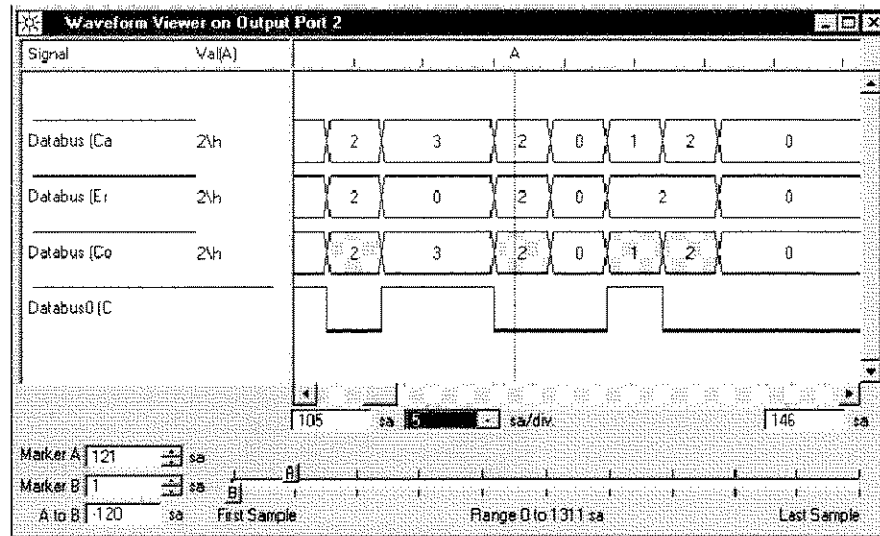 Waveform Viewer on Output Port 2
Signal Val(A) A
Databus (Ca 2\h 2 3 2 0 1 2 0
Databus (Er 2\h 2 0 2 0 2 0
Databus (Co 2\h 2 3 2 0 1 2 0
Databus0 (C
105 sa 5 sa/div. 146 sa
Marker A 121 sa A
Marker B 1 sa B
A to B -120 sa First Sample Range 0 to 1311 sa Last Sample